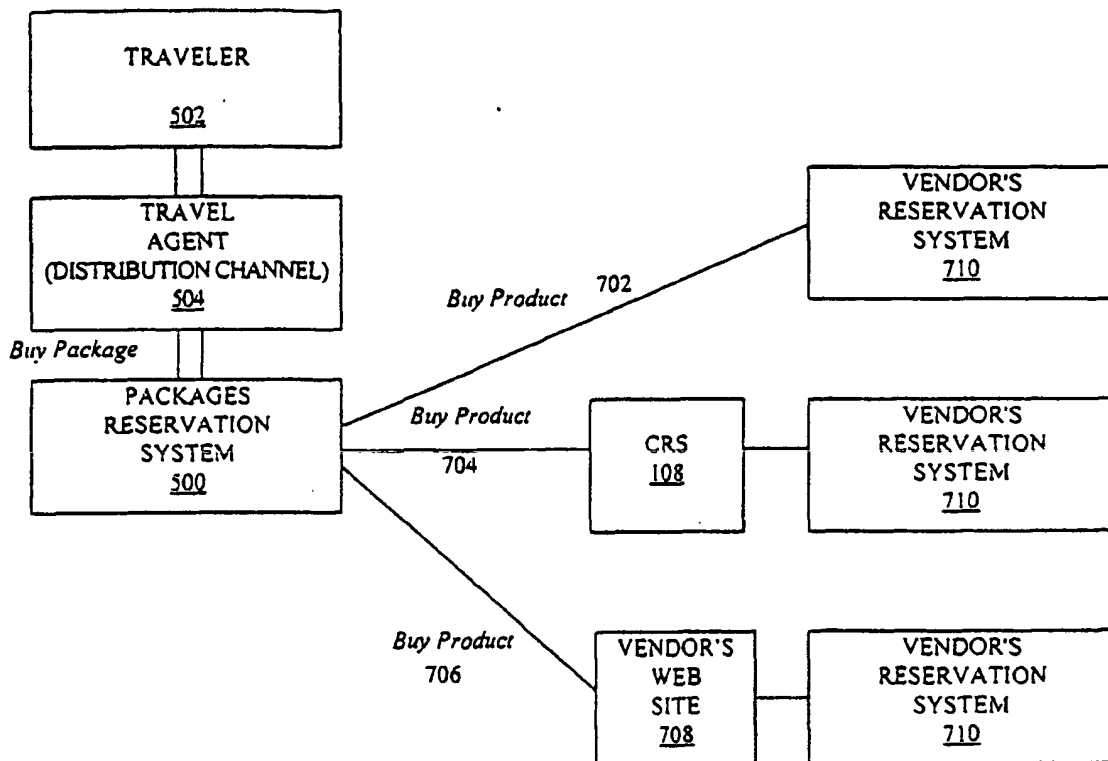 TRAVELER
502
TRAVEL
AGENT
(DISTRIBUTION CHANNEL)
504
Buy Package
PACKAGES
RESERVATION
SYSTEM
500
Buy Product
702
VENDOR'S
RESERVATION
SYSTEM
710
Buy Product
704
CRS
108
VENDOR'S
RESERVATION
SYSTEM
710
Buy Product
706
VENDOR'S
WEB
SITE
708
VENDOR'S
RESERVATION
SYSTEM
710